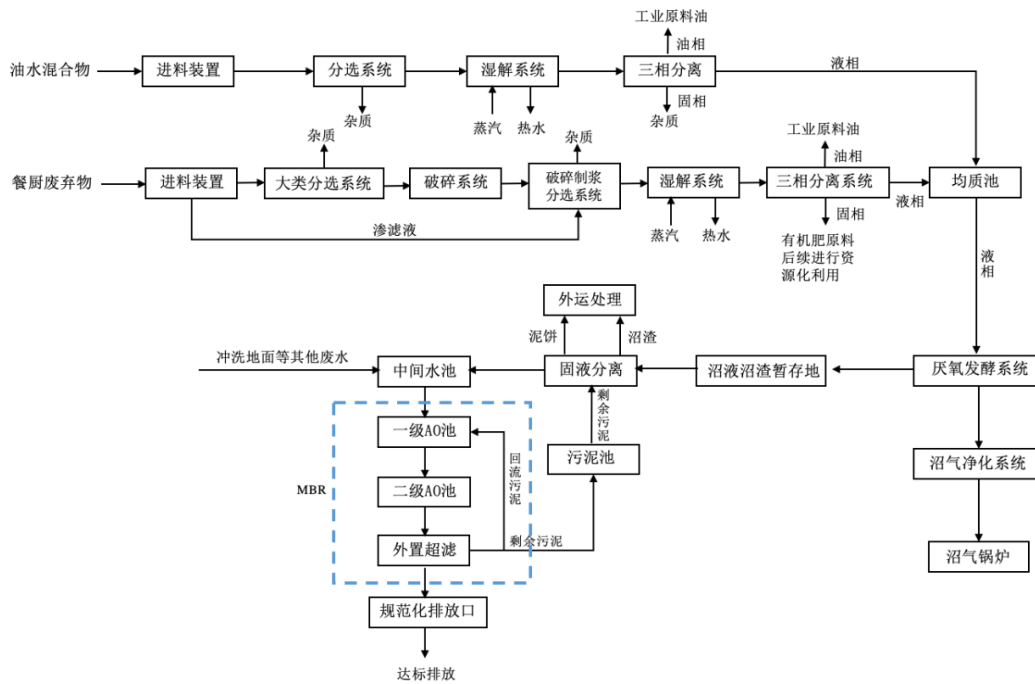 工业原料油
油相
油水混合物
进料装置
分选系统
湿解系统
三相分离
液相
杂质
蒸汽
热水
固相
杂质
杂质
杂质
工业原料油
油相
餐厨废弃物
进料装置
大类分选系统
破碎系统
破碎制浆
分选系统
湿解系统
三相分离系统
液相
均质池
渗滤液
蒸汽
热水
固相
有机肥原料
后续进行资
源化利用
液相
外运处理
泥饼
沼渣
冲洗地面等其他废水
中间水池
固液分离
沼液沼渣暂存地
厌氧发酵系统
剩余污泥
一级AO池
回流污泥
污泥池
沼气净化系统
MBR
二级AO池
外置超滤
剩余污泥
沼气锅炉
规范化排放口
达标排放